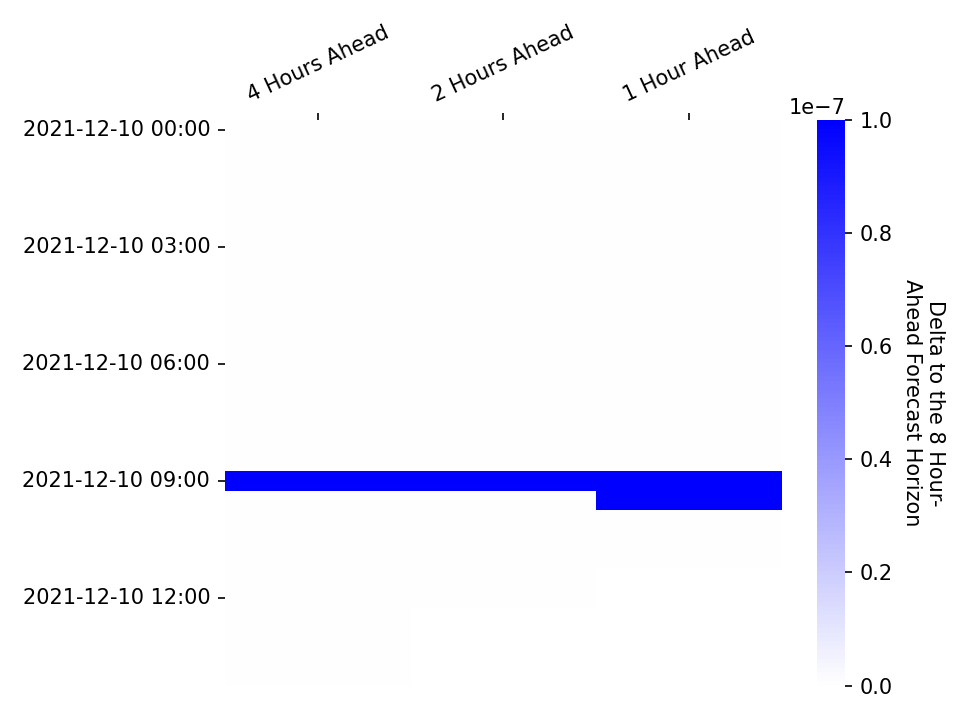 4 Hours Ahead
2 Hours Ahead
1 Hour Ahead
1e−7
2021-12-10 00:00
2021-12-10 03:00
2021-12-10 06:00
2021-12-10 09:00
2021-12-10 12:00
1.0
0.8
0.6
0.4
0.2
0.0
Delta to the 8 Hour-
Ahead Forecast Horizon